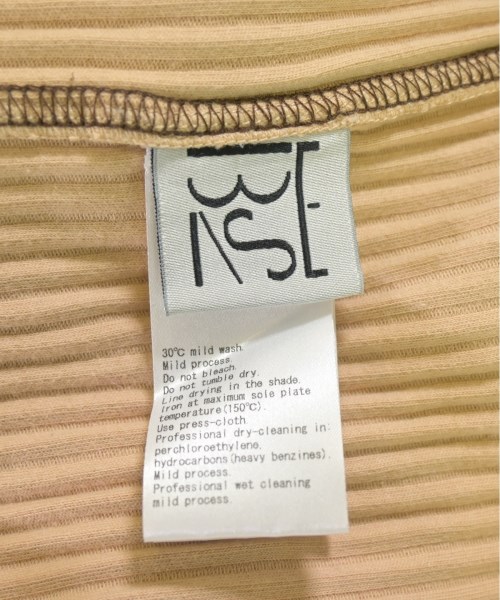 30℃ mild wash.
Mild process.
Do not bleach.
Do not tumble dry.
Line drying in the shade.
Iron at maximum sole plate
temperature(150℃).
Use press-cloth.
Professional dry-cleaning in:
perchloroethylene,
hydrocarbons(heavy benzines).
Mild process.
Professional wet cleaning
mild process.